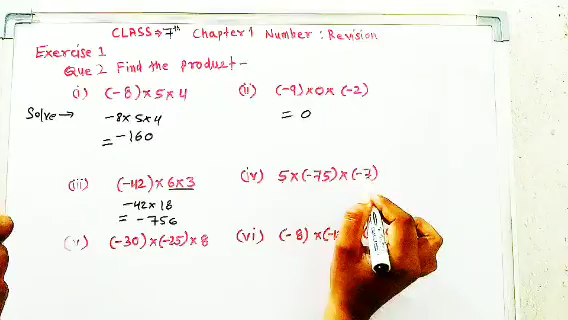 CLASS → 7th Chapter 1 Number : Revision
Exercise 1
Que 2 Find the product -
(i) (-8) x 5 x 4 (ii) (-9) x 0 x (-2)
Solve → -8 x 5 x 4 = 0
= -160
(iii) (-42) x 6 x 3 (iv) 5 x (-75) x (-7)
-42 x 18
= -756
(v) (-30) x (-25) x 8 (vi) (-8) x